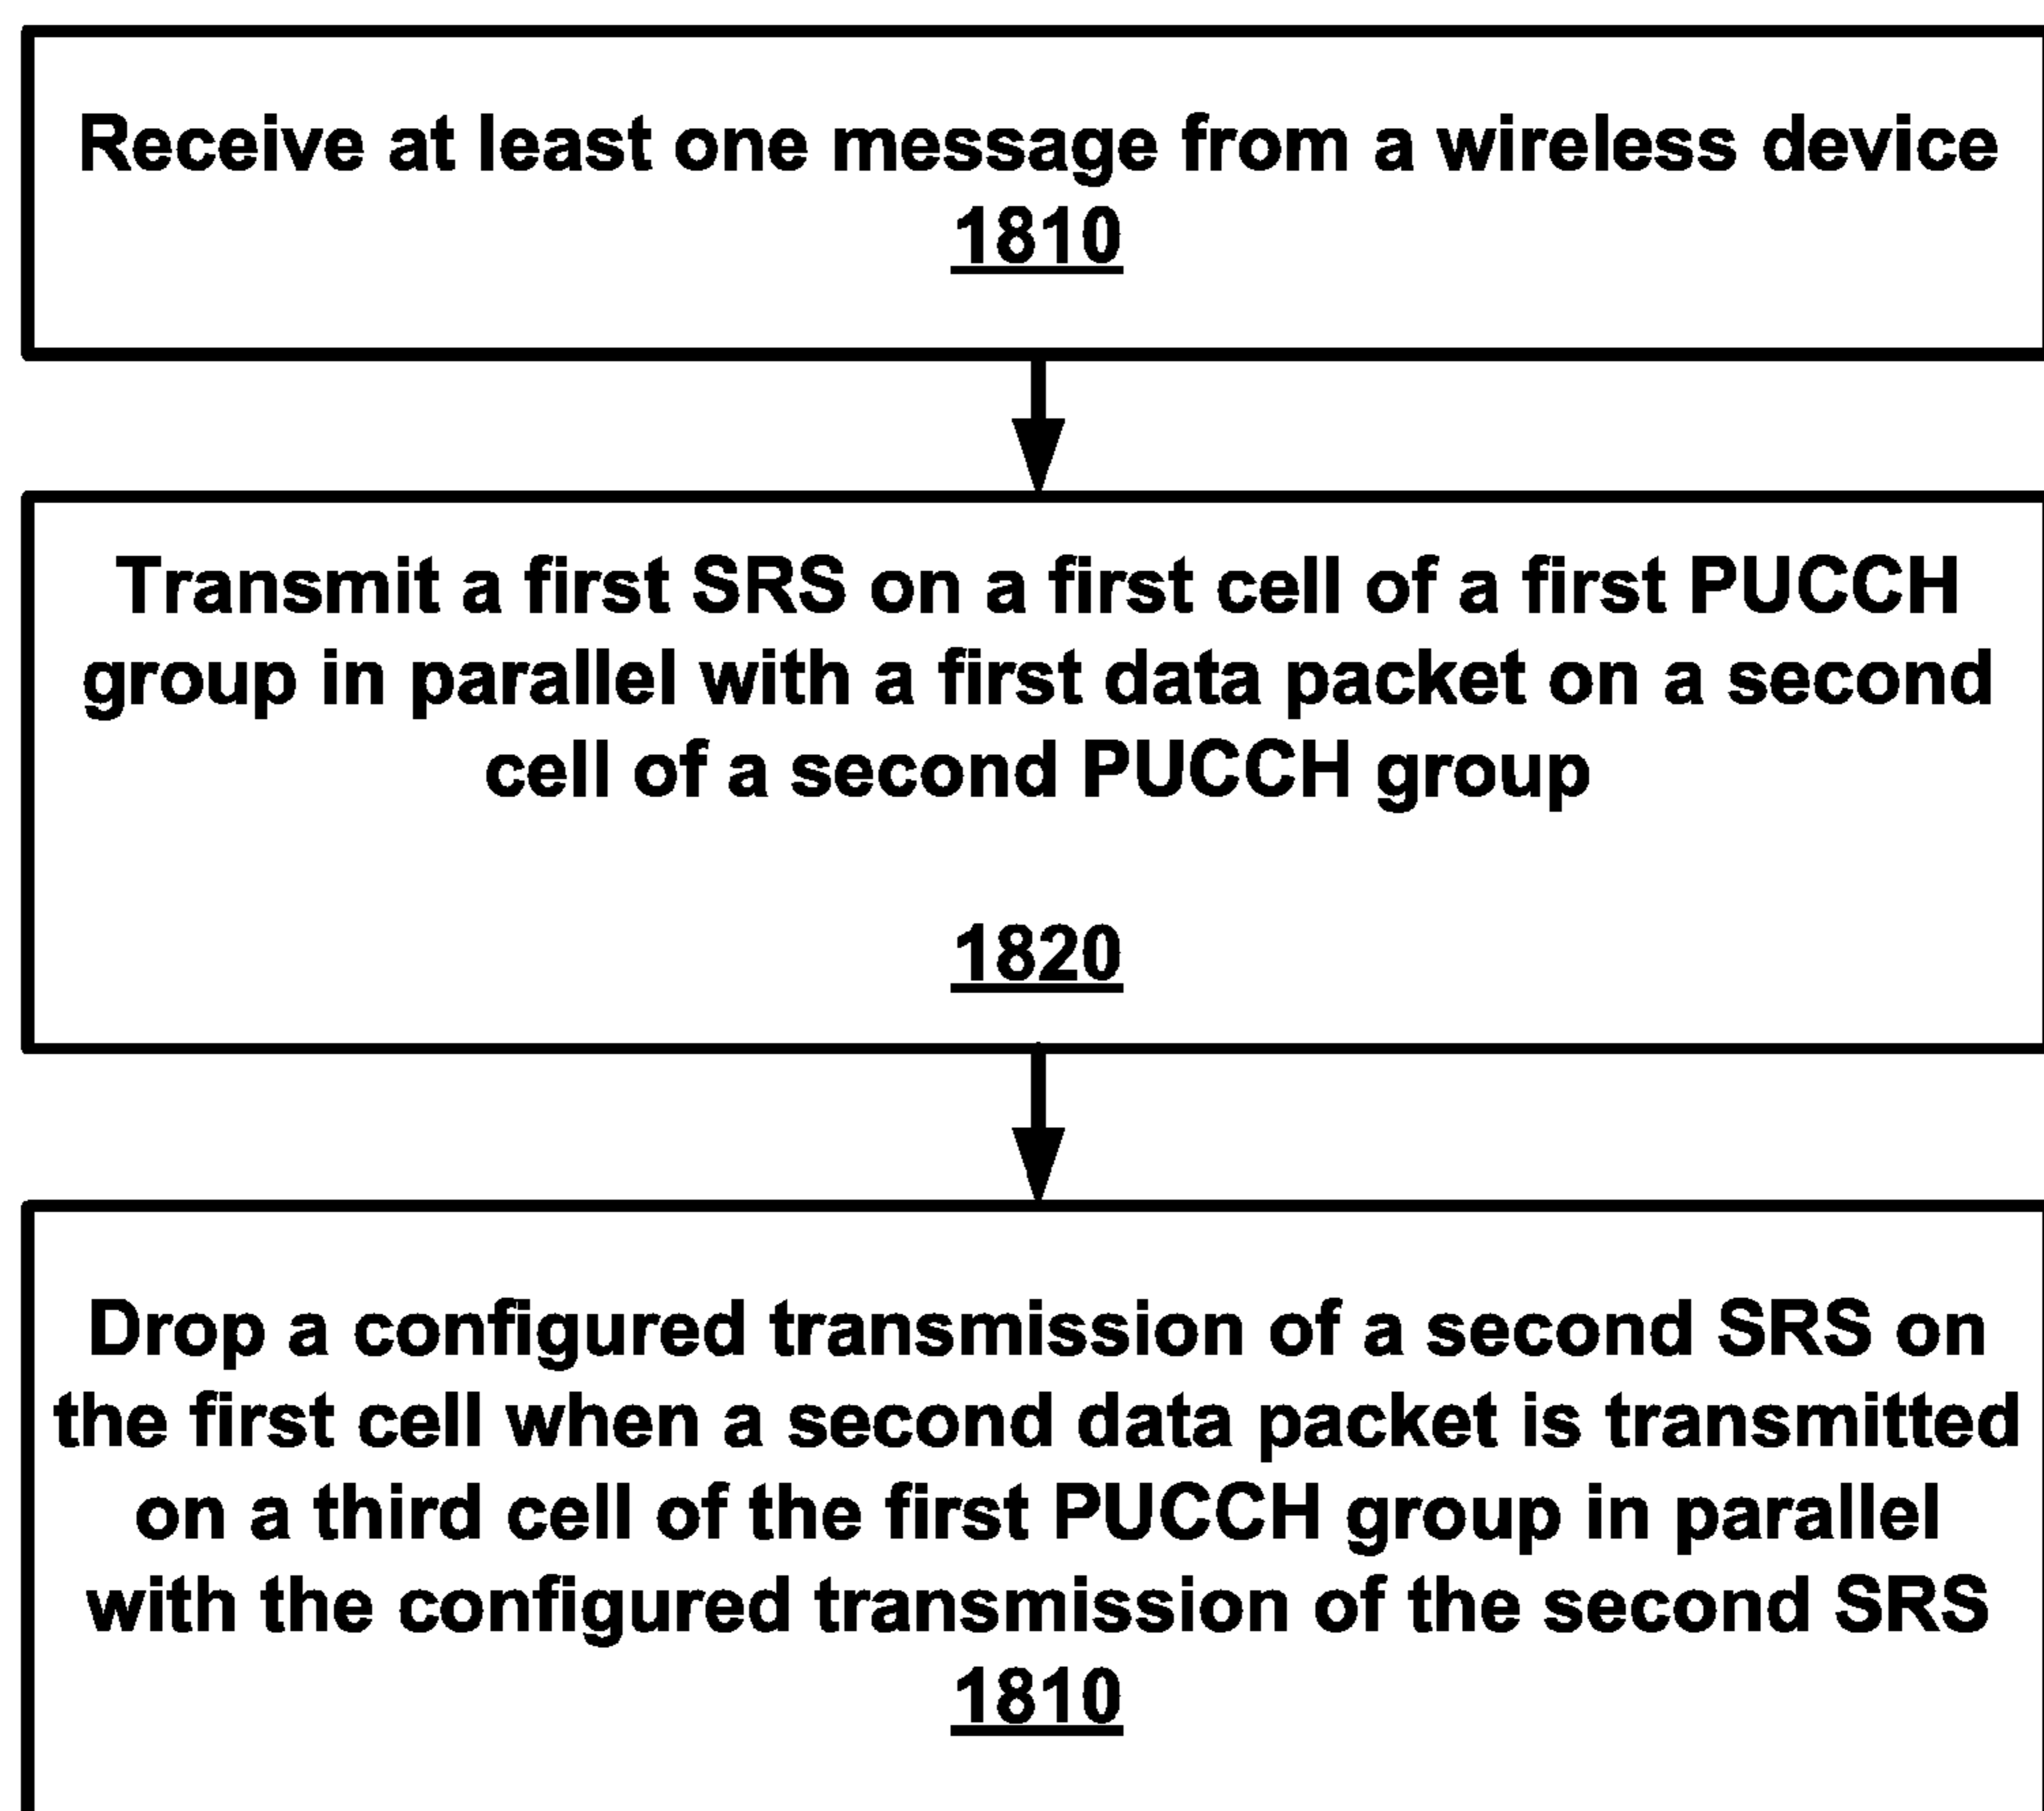 Receive at least one message from a wireless device
1810
Transmit a first SRS on a first cell of a first PUCCH
group in parallel with a first data packet on a second
cell of a second PUCCH group
1820
Drop a configured transmission of a second SRS on
the first cell when a second data packet is transmitted
on a third cell of the first PUCCH group in parallel
with the configured transmission of the second SRS
1810